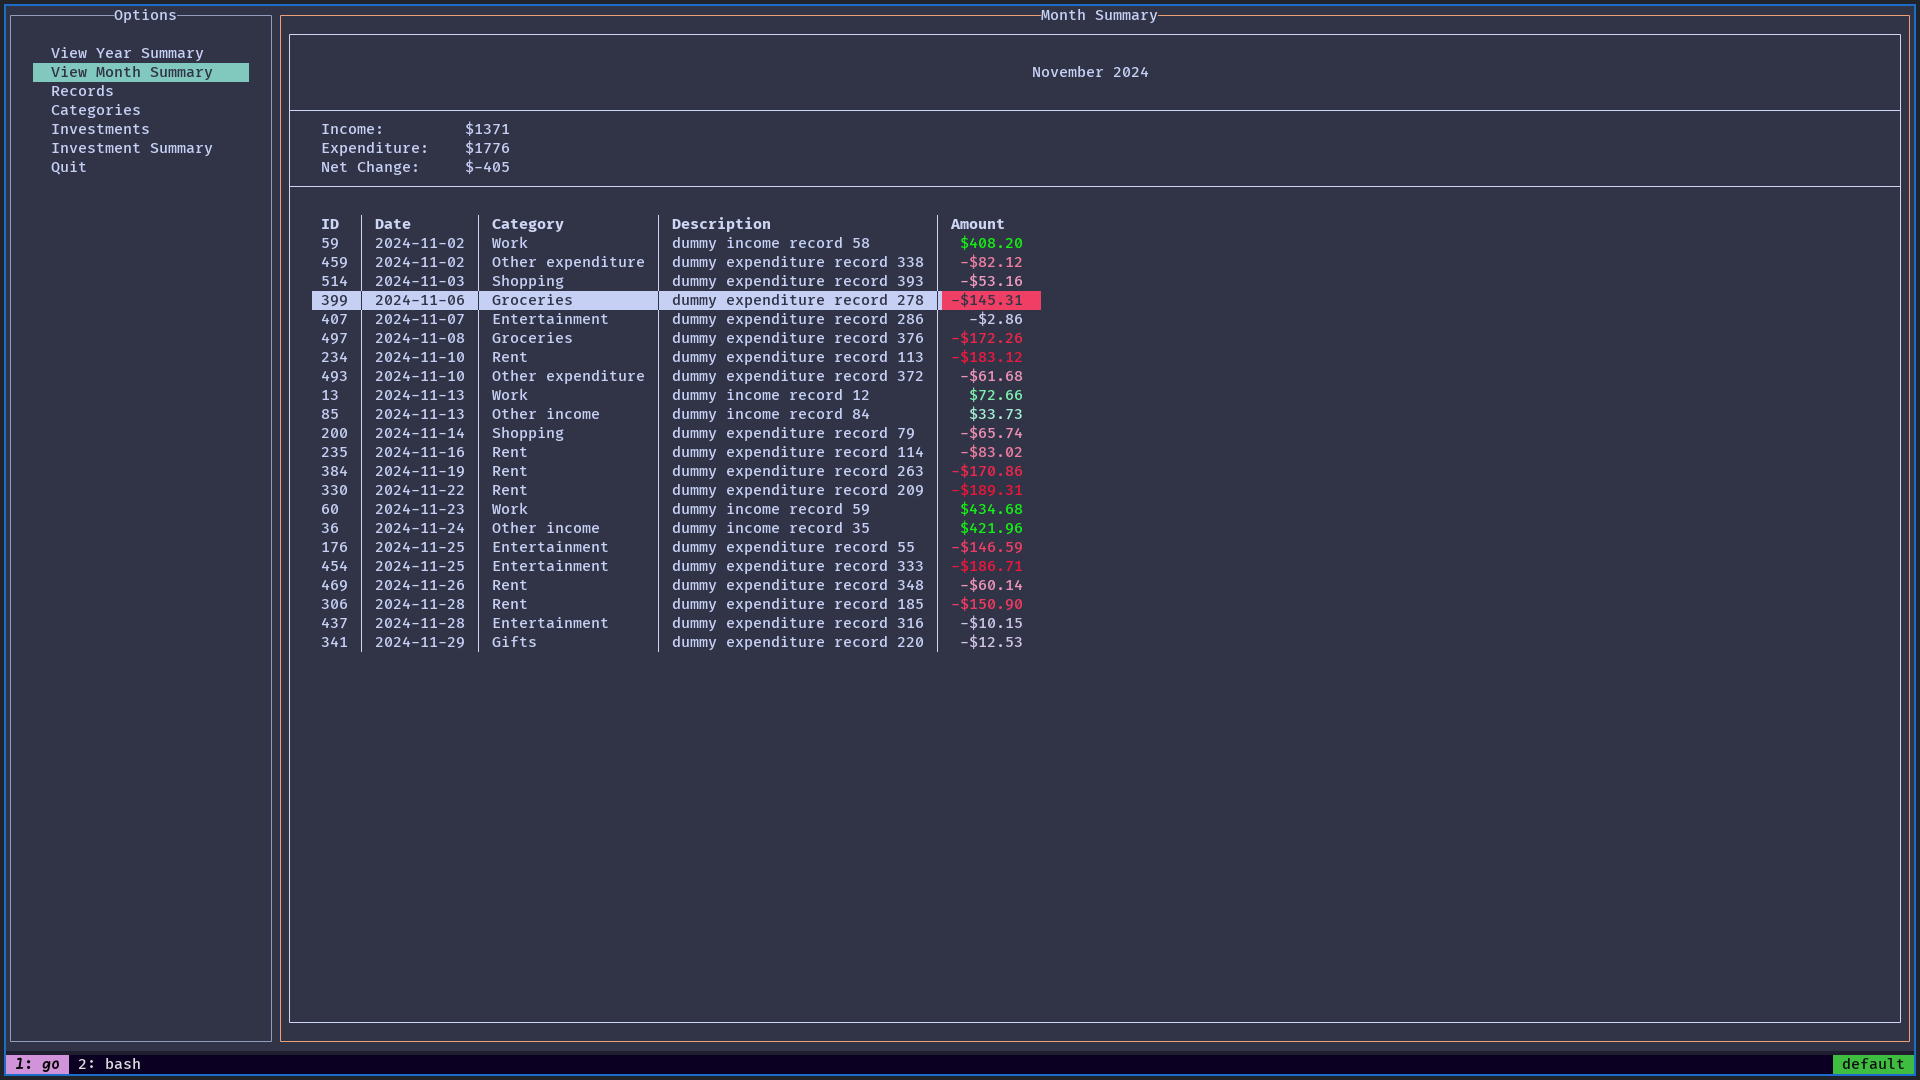 Options
View Year Summary
View Month Summary
Records
Categories
Investments
Investment Summary
Quit
Month Summary
November 2024
Income: $1371
Expenditure: $1776
Net Change: $-405
ID Date Category Description Amount
59 2024-11-02 Work dummy income record 58 $408.20
459 2024-11-02 Other expenditure dummy expenditure record 338 -$82.12
514 2024-11-03 Shopping dummy expenditure record 393 -$53.16
399 2024-11-06 Groceries dummy expenditure record 278 -$145.31
407 2024-11-07 Entertainment dummy expenditure record 286 -$2.86
497 2024-11-08 Groceries dummy expenditure record 376 -$172.26
234 2024-11-10 Rent dummy expenditure record 113 -$183.12
493 2024-11-10 Other expenditure dummy expenditure record 372 -$61.68
13 2024-11-13 Work dummy income record 12 $72.66
85 2024-11-13 Other income dummy income record 84 $33.73
200 2024-11-14 Shopping dummy expenditure record 79 -$65.74
235 2024-11-16 Rent dummy expenditure record 114 -$83.02
384 2024-11-19 Rent dummy expenditure record 263 -$170.86
330 2024-11-22 Rent dummy expenditure record 209 -$189.31
60 2024-11-23 Work dummy income record 59 $434.68
36 2024-11-24 Other income dummy income record 35 $421.96
176 2024-11-25 Entertainment dummy expenditure record 55 -$146.59
454 2024-11-25 Entertainment dummy expenditure record 333 -$186.71
469 2024-11-26 Rent dummy expenditure record 348 -$60.14
306 2024-11-28 Rent dummy expenditure record 185 -$150.90
437 2024-11-28 Entertainment dummy expenditure record 316 -$10.15
341 2024-11-29 Gifts dummy expenditure record 220 -$12.53
1: go 2: bash default